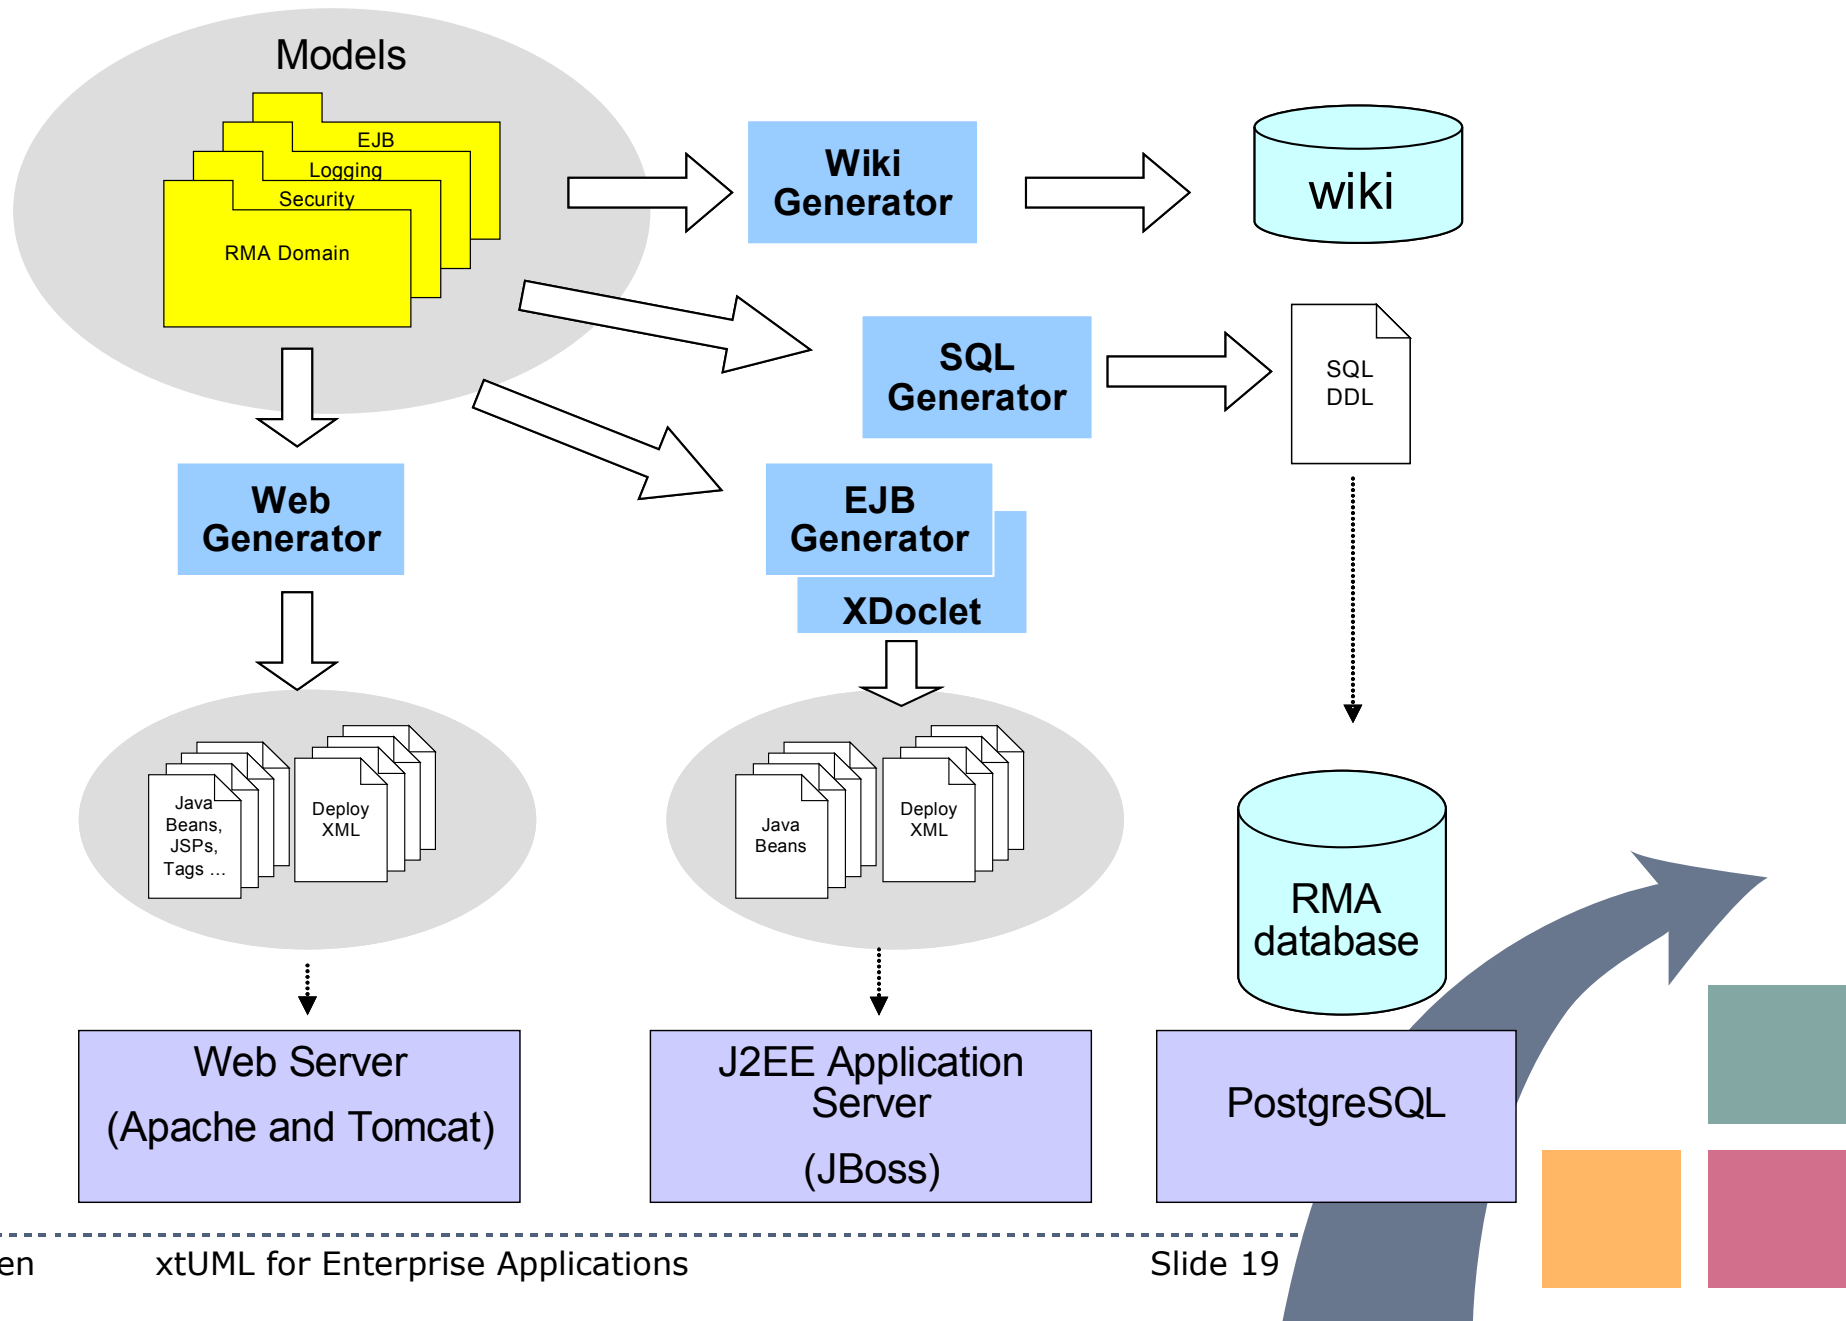 Models
EJB
Logging
Security
RMA Domain
Wiki
Generator
wiki
SQL
Generator
SQL
DDL
Web
Generator
EJB
Generator
XDoclet
Java
Beans,
JSPs,
Tags ...
Deploy
XML
Java
Beans
Deploy
XML
RMA
database
Web Server
(Apache and Tomcat)
J2EE Application
Server
(JBoss)
PostgreSQL
en
xtUML for Enterprise Applications
Slide 19